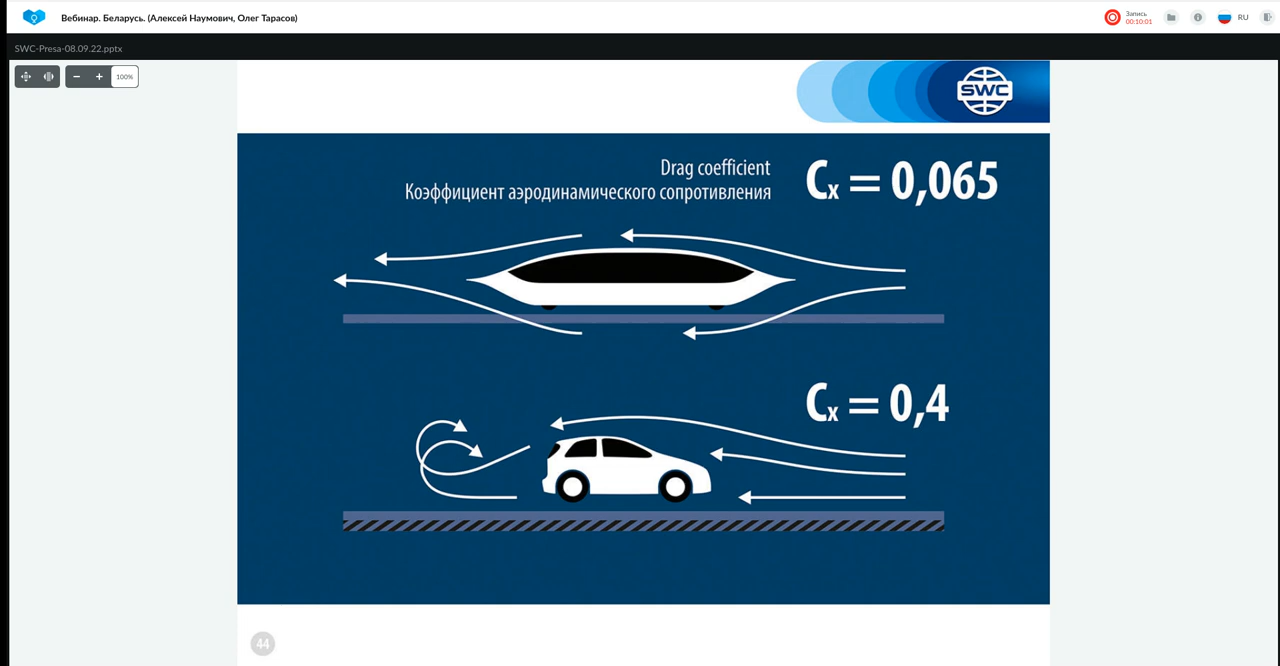 Вебинар. Беларусь. (Алексей Наумович, Олег Тарасов)
Запись
00:10:01
RU
SWC-Presa-08.09.22.pptx
100%
SWC
Drag coefficient
Коэффициент аэродинамического сопротивления
Cx = 0,065
Cx = 0,4
44